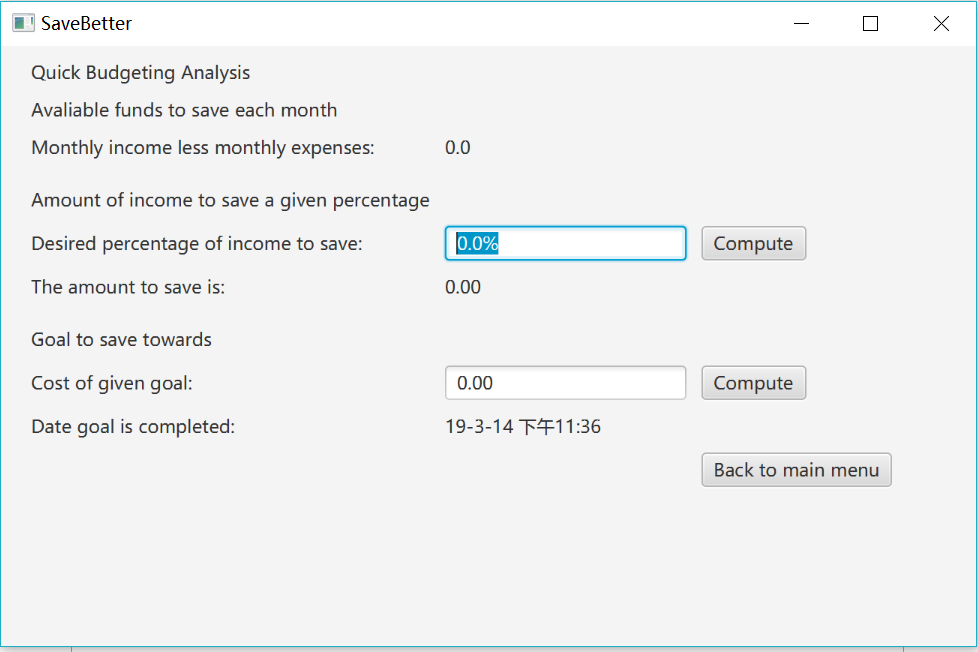 SaveBetter
Quick Budgeting Analysis
Avaliable funds to save each month
Monthly income less monthly expenses: 0.0
Amount of income to save a given percentage
Desired percentage of income to save: 0.0% Compute
The amount to save is: 0.00
Goal to save towards
Cost of given goal: 0.00 Compute
Date goal is completed: 19-3-14 下午11:36
Back to main menu